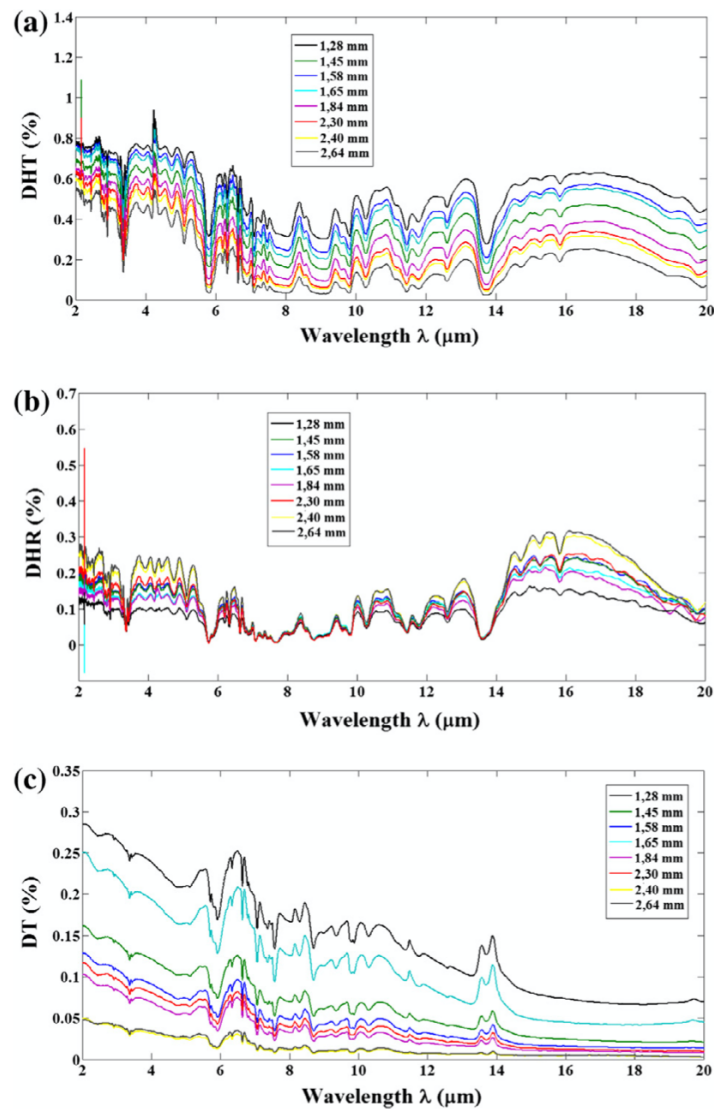 (a)
1.4
1.2
1
0.8
0.6
0.4
0.2
0
DHT (%)
1,28 mm
1,45 mm
1,58 mm
1,65 mm
1,84 mm
2,30 mm
2,40 mm
2,64 mm
2 4 6 8 10 12 14 16 18 20
Wavelength λ (μm)
(b)
0.7
0.6
0.5
0.4
0.3
0.2
0.1
0
DHR (%)
1,28 mm
1,45 mm
1,58 mm
1,65 mm
1,84 mm
2,30 mm
2,40 mm
2,64 mm
2 4 6 8 10 12 14 16 18 20
Wavelength λ (μm)
(c)
0.35
0.3
0.25
0.2
0.15
0.1
0.05
0
DT (%)
1,28 mm
1,45 mm
1,58 mm
1,65 mm
1,84 mm
2,30 mm
2,40 mm
2,64 mm
2 4 6 8 10 12 14 16 18 20
Wavelength λ (μm)